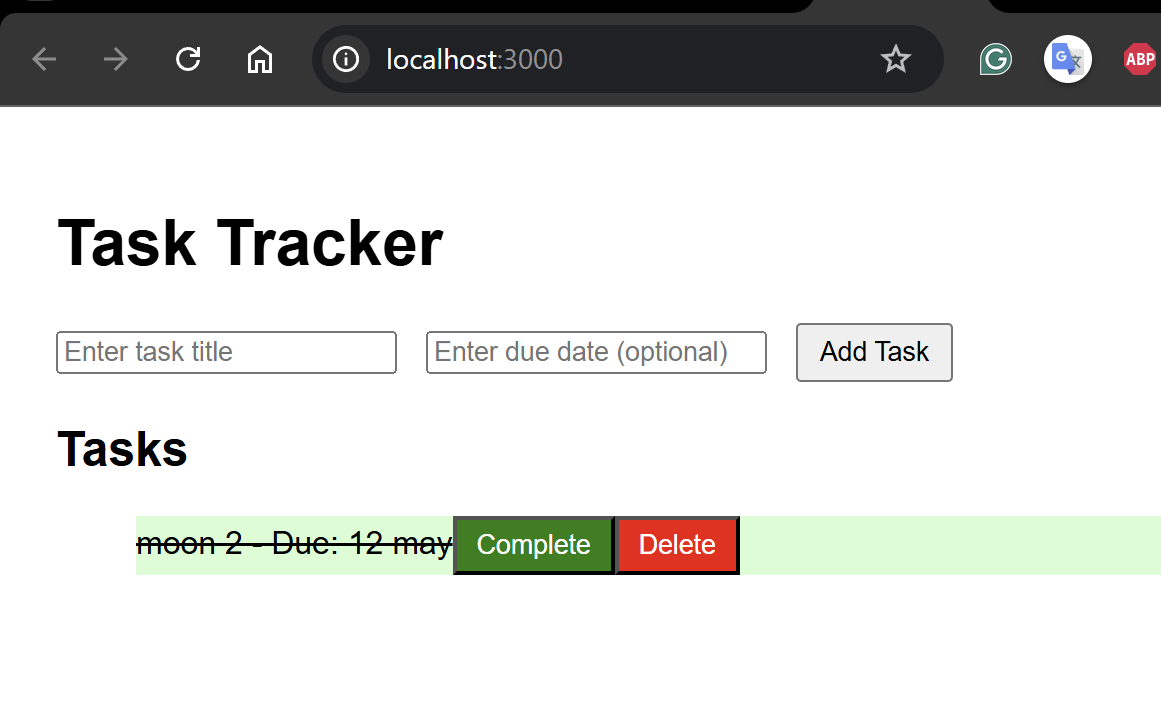 localhost:3000
ABP
Task Tracker
Enter task title Enter due date (optional) Add Task
Tasks
moon 2 - Due: 12 may Complete Delete